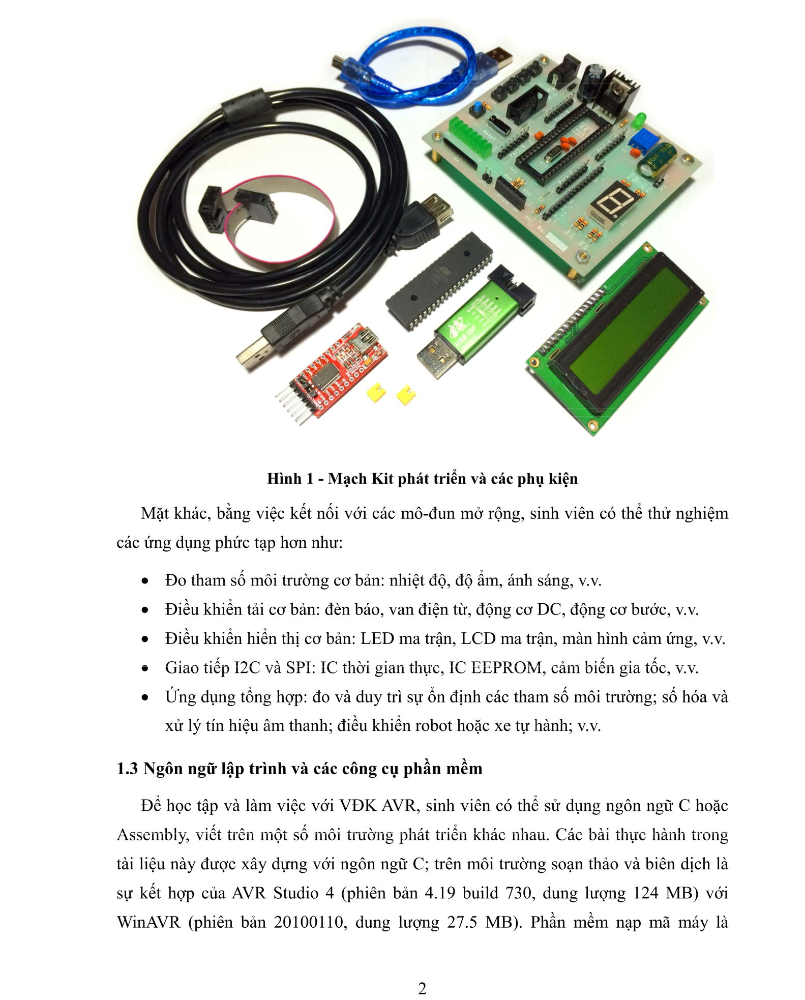 Reset
USB ISP
5161BS
No.
Hình 1 - Mạch Kit phát triển và các phụ kiện
Mặt khác, bằng việc kết nối với các mô-đun mở rộng, sinh viên có thể thử nghiệm
các ứng dụng phức tạp hơn như:
• Đo tham số môi trường cơ bản: nhiệt độ, độ ẩm, ánh sáng, v.v.
• Điều khiển tải cơ bản: đèn báo, van điện từ, động cơ DC, động cơ bước, v.v.
• Điều khiển hiển thị cơ bản: LED ma trận, LCD ma trận, màn hình cảm ứng, v.v.
• Giao tiếp I2C và SPI: IC thời gian thực, IC EEPROM, cảm biến gia tốc, v.v.
• Ứng dụng tổng hợp: đo và duy trì sự ổn định các tham số môi trường; số hóa và
xử lý tín hiệu âm thanh; điều khiển robot hoặc xe tự hành; v.v.
1.3 Ngôn ngữ lập trình và các công cụ phần mềm
Để học tập và làm việc với VĐK AVR, sinh viên có thể sử dụng ngôn ngữ C hoặc
Assembly, viết trên một số môi trường phát triển khác nhau. Các bài thực hành trong
tài liệu này được xây dựng với ngôn ngữ C; trên môi trường soạn thảo và biên dịch là
sự kết hợp của AVR Studio 4 (phiên bản 4.19 build 730, dung lượng 124 MB) với
WinAVR (phiên bản 20100110, dung lượng 27.5 MB). Phần mềm nạp mã máy là
2